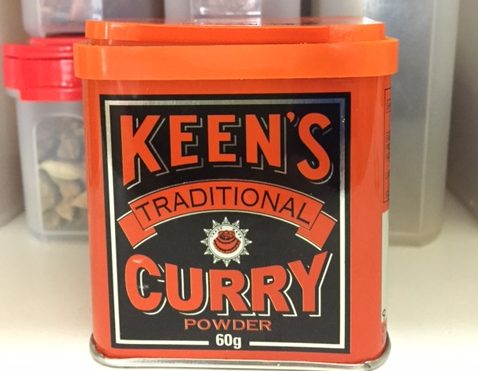 KEEN'S
TRADITIONAL
CURRY
POWDER
60g